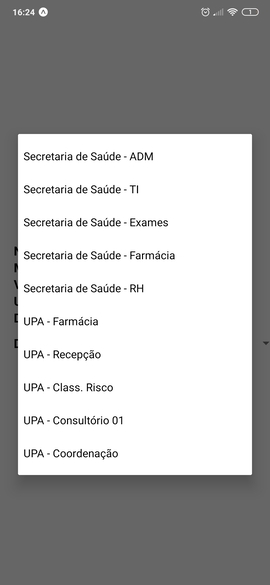 16:24
Secretaria de Saúde - ADM
Secretaria de Saúde - TI
Secretaria de Saúde - Exames
Secretaria de Saúde - Farmácia
Secretaria de Saúde - RH
UPA - Farmácia
UPA - Recepção
UPA - Class. Risco
UPA - Consultório 01
UPA - Coordenação